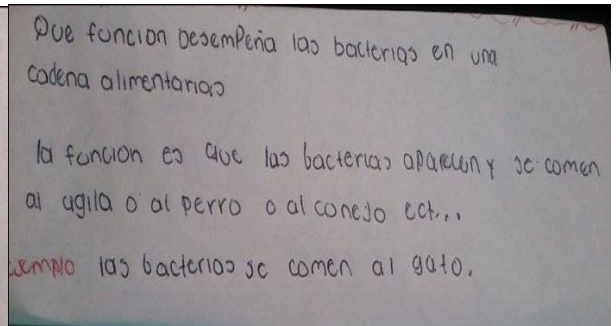 Que funcion desempeña las bacterias en una
cadena alimentarias
la funcion es que las bacterias aparecen y se comen
al agila o al perro o al conejo ect...
ejemplo las bacterias se comen al gato.